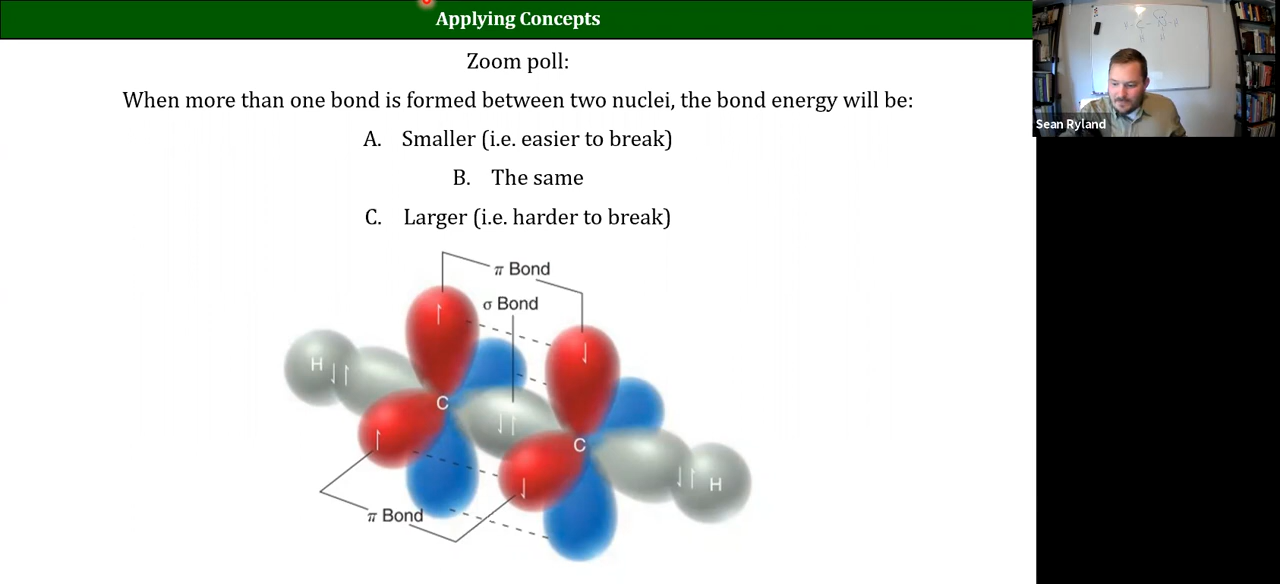 Applying Concepts
Zoom poll:
When more than one bond is formed between two nuclei, the bond energy will be:
A. Smaller (i.e. easier to break)
B. The same
C. Larger (i.e. harder to break)
π Bond
σ Bond
H
C
C
H
π Bond
Sean Ryland